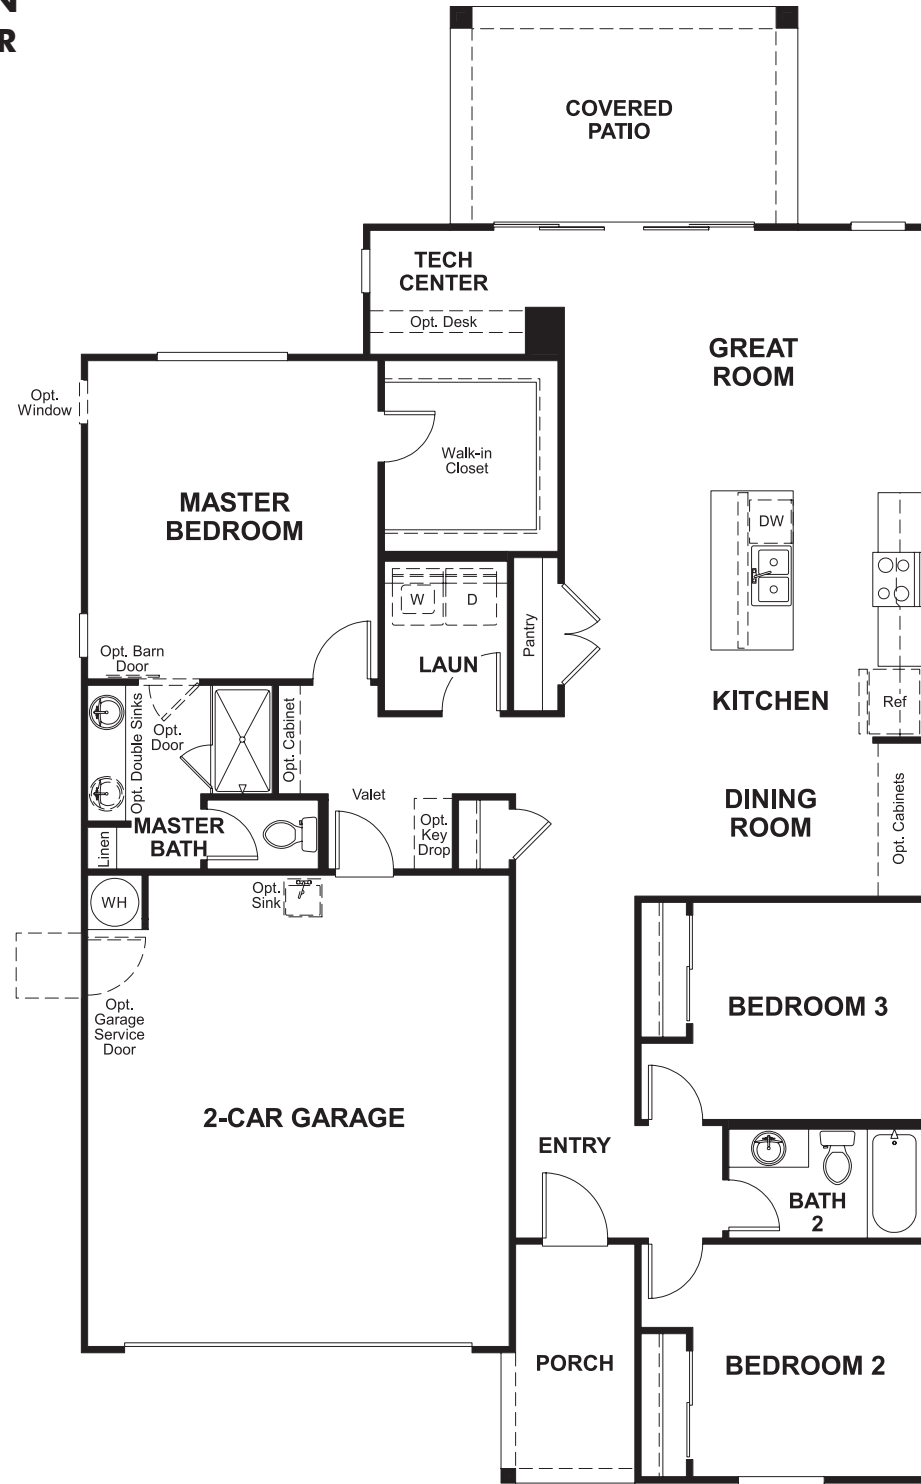 N
R
COVERED
PATIO
TECH
CENTER
Opt. Desk
GREAT
ROOM
Opt.
Window
Walk-in
Closet
MASTER
BEDROOM
DW
W
D
Pantry
LAUN
Opt. Barn
Door
KITCHEN
Ref
Opt. Double Sinks
Opt.
Door
Opt. Cabinet
Valet
DINING
ROOM
Opt. Cabinets
MASTER
BATH
Linen
Opt.
Key
Drop
WH
Opt.
Sink
Opt.
Garage
Service
Door
BEDROOM 3
2-CAR GARAGE
ENTRY
BATH
2
PORCH
BEDROOM 2